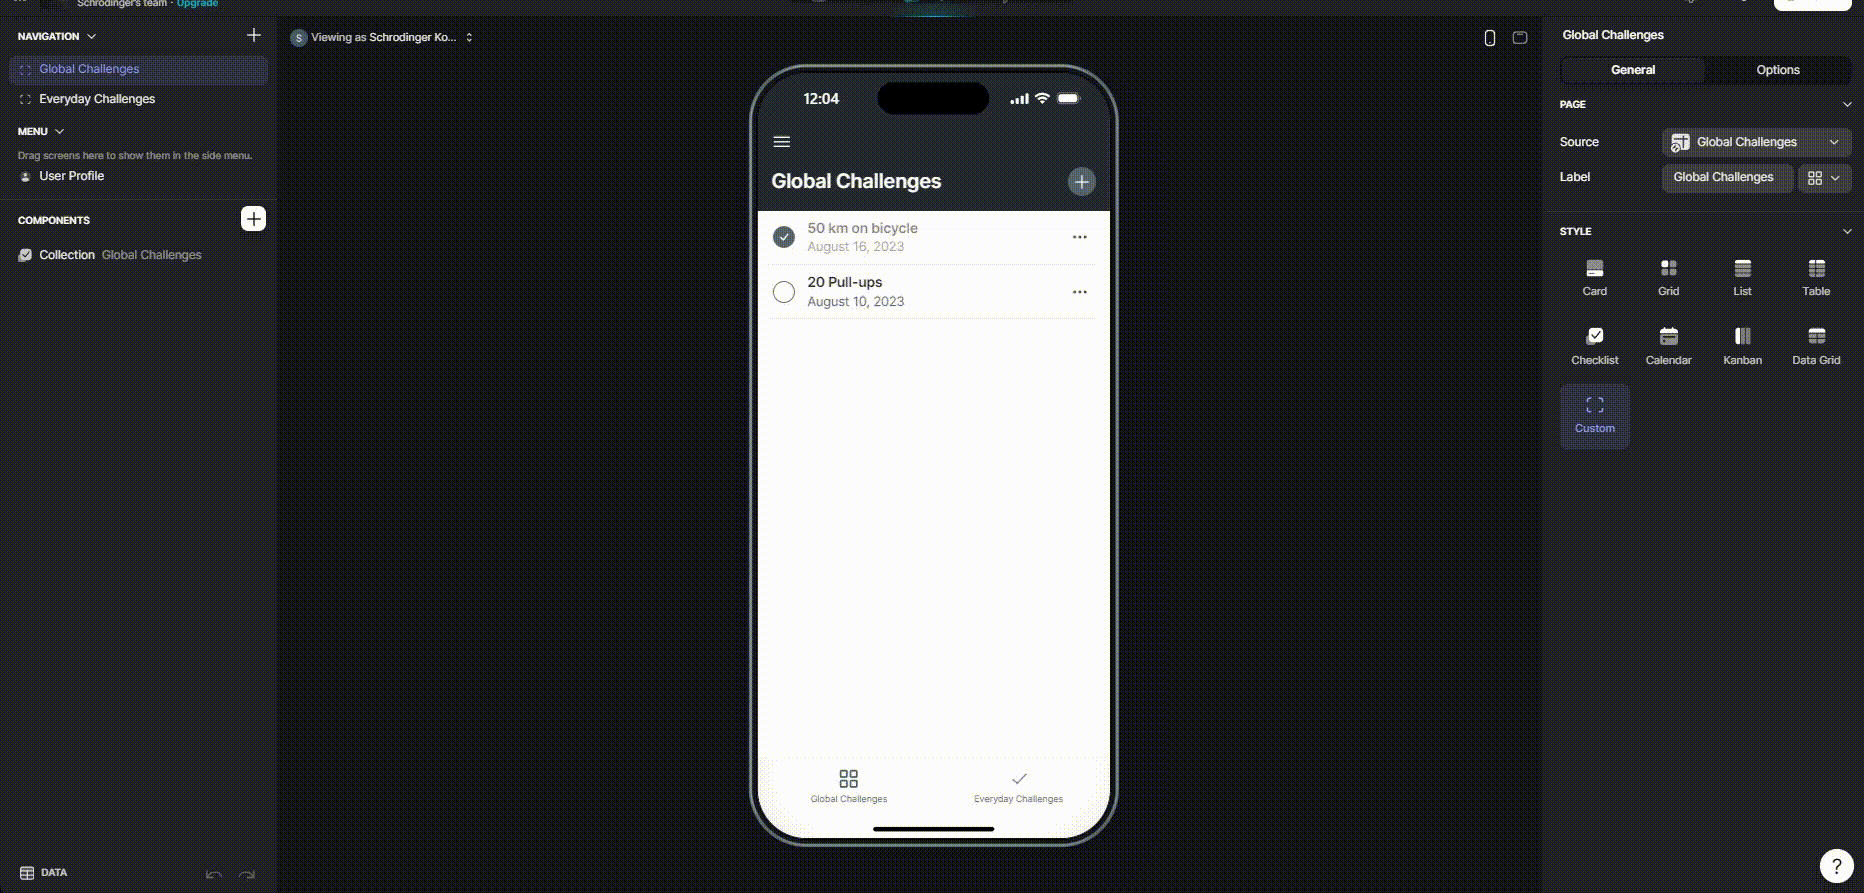 Schrodinger's team · Upgrade
NAVIGATION
Global Challenges
Everyday Challenges
MENU
Drag screens here to show them in the side menu.
User Profile
COMPONENTS
Collection Global Challenges
DATA
S Viewing as Schrodinger Ko...
12:04
Global Challenges
50 km on bicycle
August 16, 2023
20 Pull-ups
August 10, 2023
Global Challenges
Everyday Challenges
Global Challenges
General Options
PAGE
Source Global Challenges
Label Global Challenges
STYLE
Card Grid List Table
Checklist Calendar Kanban Data Grid
Custom
?